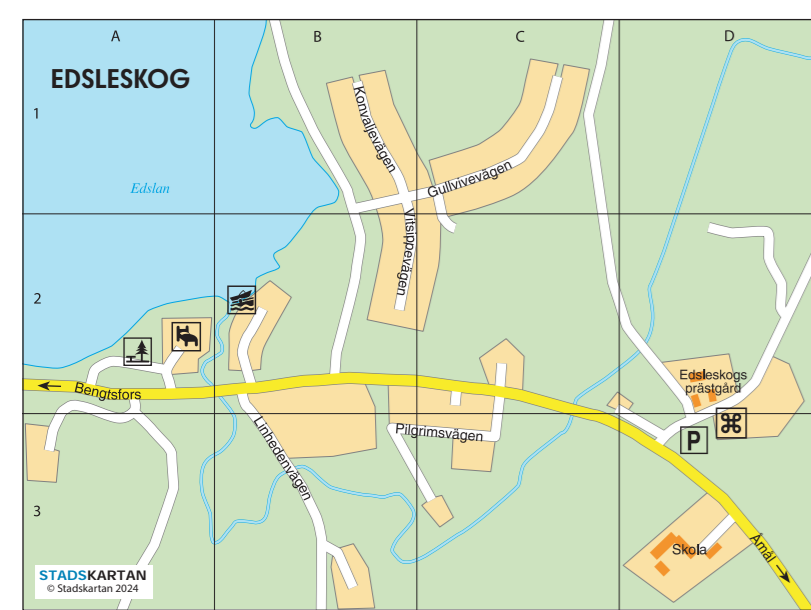 A
B
C
D
EDSLESKOG
1
Konvaljevägen
Gullvivevägen
Edslan
Vitsippevägen
2
Edsleskogs
prästgård
Bengtsfors
Linhedenvägen
Pilgrimsvägen
P
3
Skola
Åmål
STADSKARTAN
© Stadskartan 2024